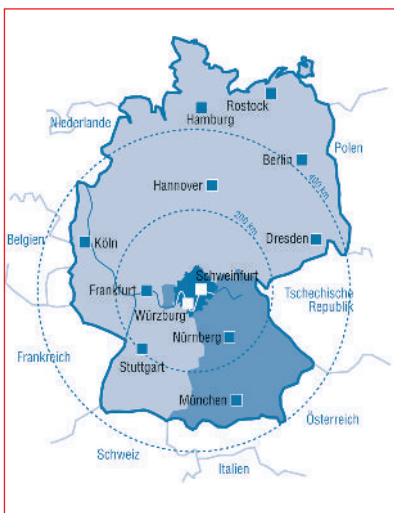 Rostock
Hamburg
Niederlande
Polen
Berlin
400 km
Hannover
200 km
Belgien
Köln
Dresden
Schweinfurt
Frankfurt
Tschechische
Republik
Würzburg
Nürnberg
Frankreich
Stuttgart
München
Österreich
Schweiz
Italien